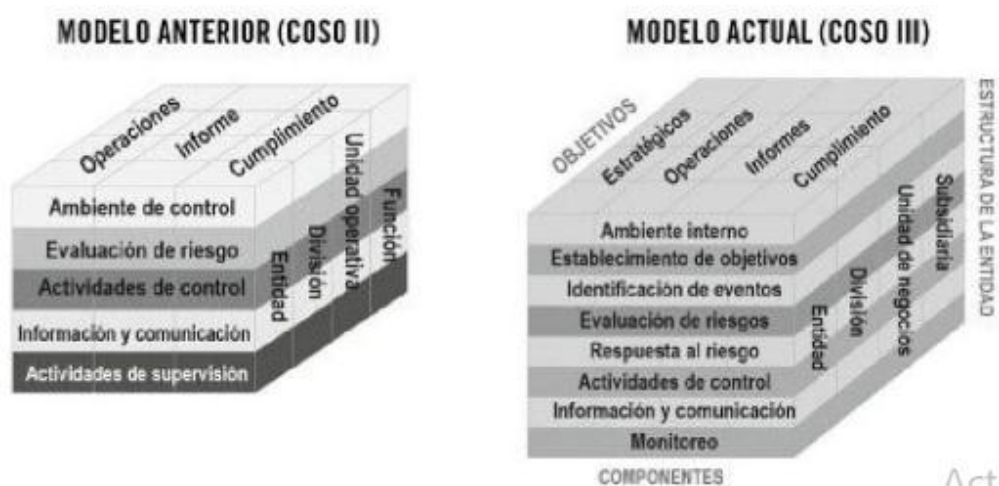 MODELO ANTERIOR (COSO II)
Operaciones
Informe
Cumplimiento
Ambiente de control
Evaluación de riesgo
Actividades de control
Información y comunicación
Actividades de supervisión
Entidad
División
Unidad operativa
Función
MODELO ACTUAL (COSO III)
OBJETIVOS
Estratégicos
Operaciones
Informes
Cumplimiento
Ambiente interno
Establecimiento de objetivos
Identificación de eventos
Evaluación de riesgos
Respuesta al riesgo
Actividades de control
Información y comunicación
Monitoreo
Entidad
División
Unidad de negocios
Subsidiaria
ESTRUCTURA DE LA ENTIDAD
COMPONENTES
Act